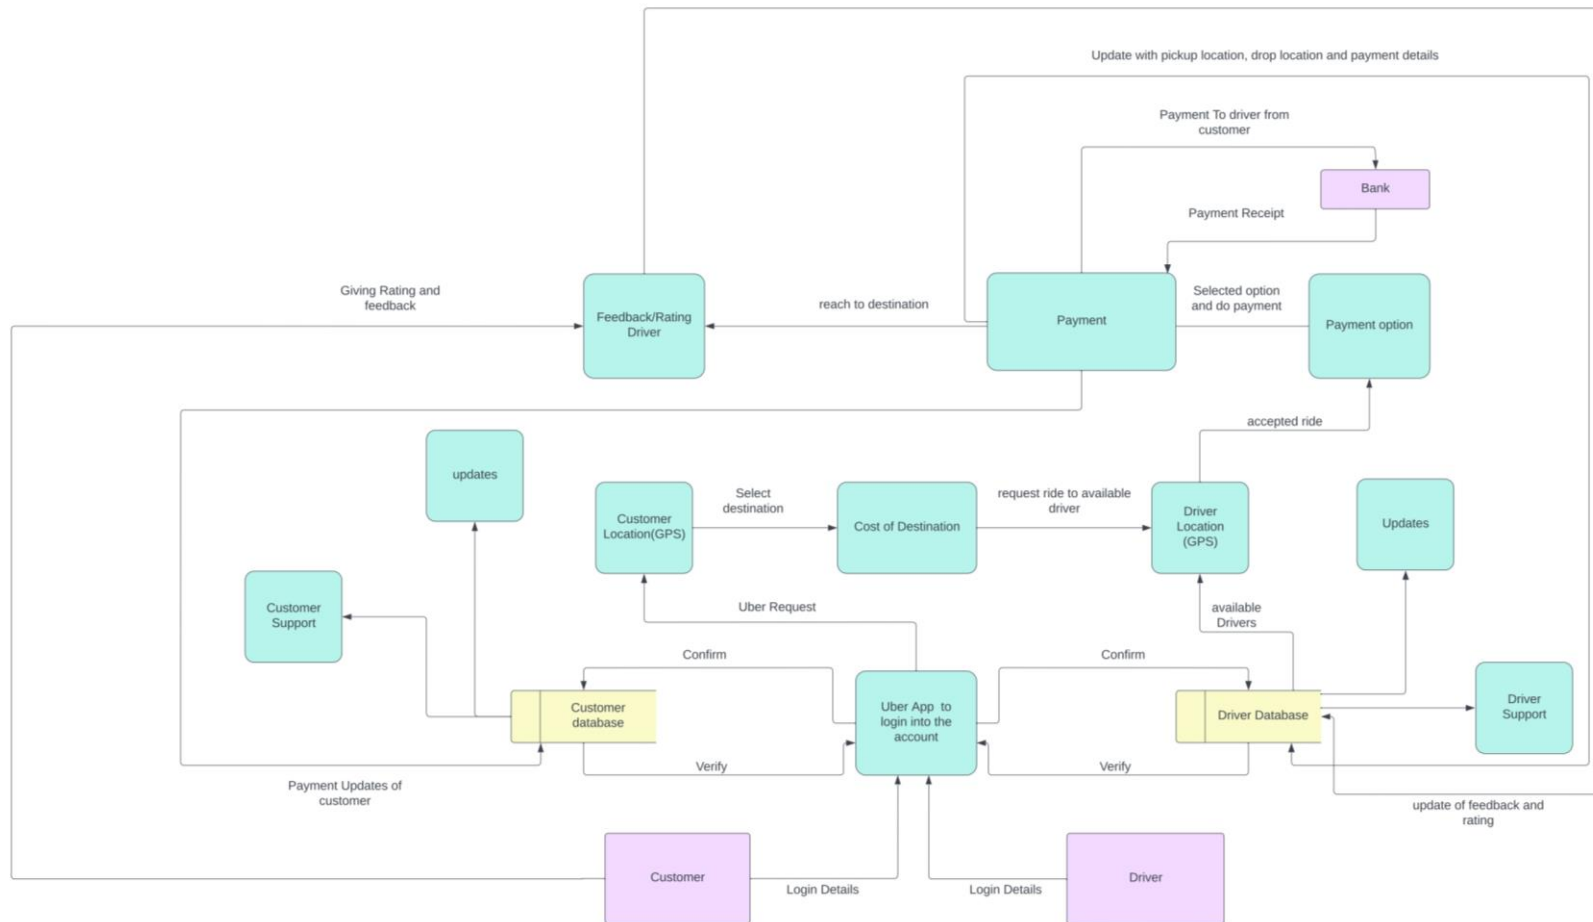 Update with pickup location, drop location and payment details
Payment To driver from
customer
Bank
Payment Receipt
Giving Rating and
feedback
Feedback/Rating
Driver
reach to destination
Payment
Selected option
and do payment
Payment option
accepted ride
updates
Customer
Location(GPS)
Select
destination
Cost of Destination
request ride to available
driver
Driver
Location
(GPS)
Updates
Customer
Support
Uber Request
available
Drivers
Confirm
Confirm
Customer
database
Uber App to
login into the
account
Driver Database
Driver
Support
Verify
Verify
Payment Updates of
customer
update of feedback and
rating
Customer
Login Details
Login Details
Driver